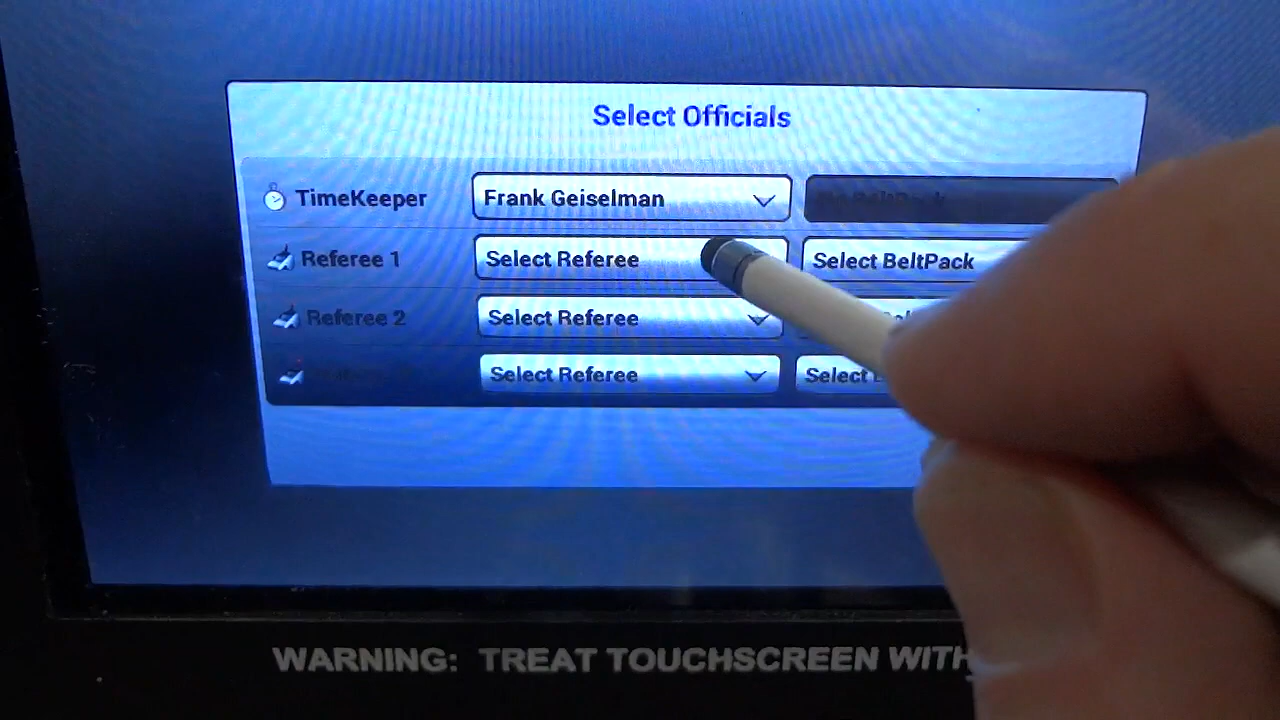 Select Officials
TimeKeeper Frank Geiselman
Referee 1 Select Referee Select BeltPack
Referee 2 Select Referee
Select Referee Select
WARNING: TREAT TOUCHSCREEN WITH